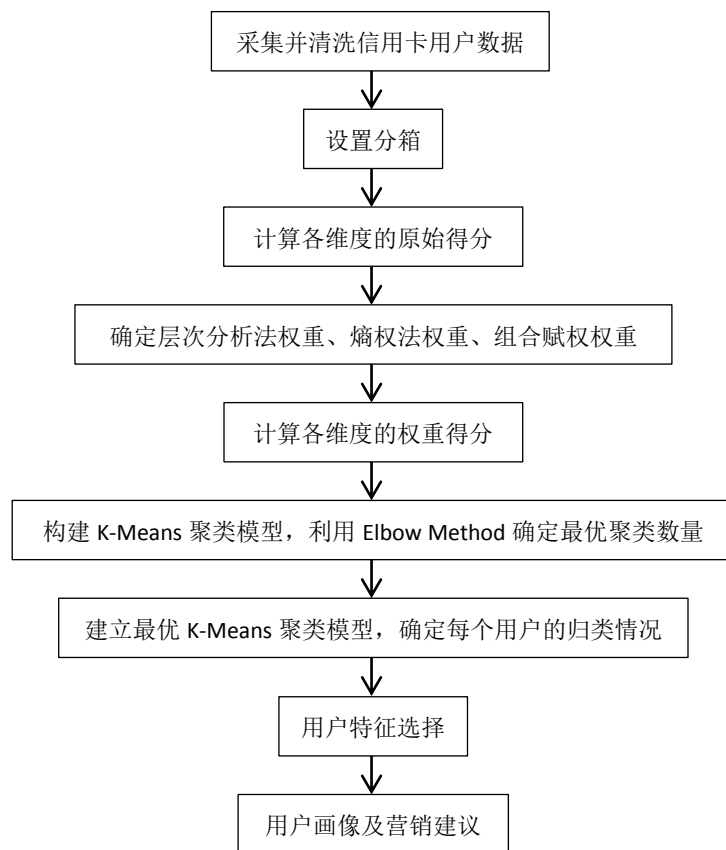 采集并清洗信用卡用户数据
设置分箱
计算各维度的原始得分
确定层次分析法权重、熵权法权重、组合赋权权重
计算各维度的权重得分
构建 K-Means 聚类模型，利用 Elbow Method 确定最优聚类数量
建立最优 K-Means 聚类模型，确定每个用户的归类情况
用户特征选择
用户画像及营销建议